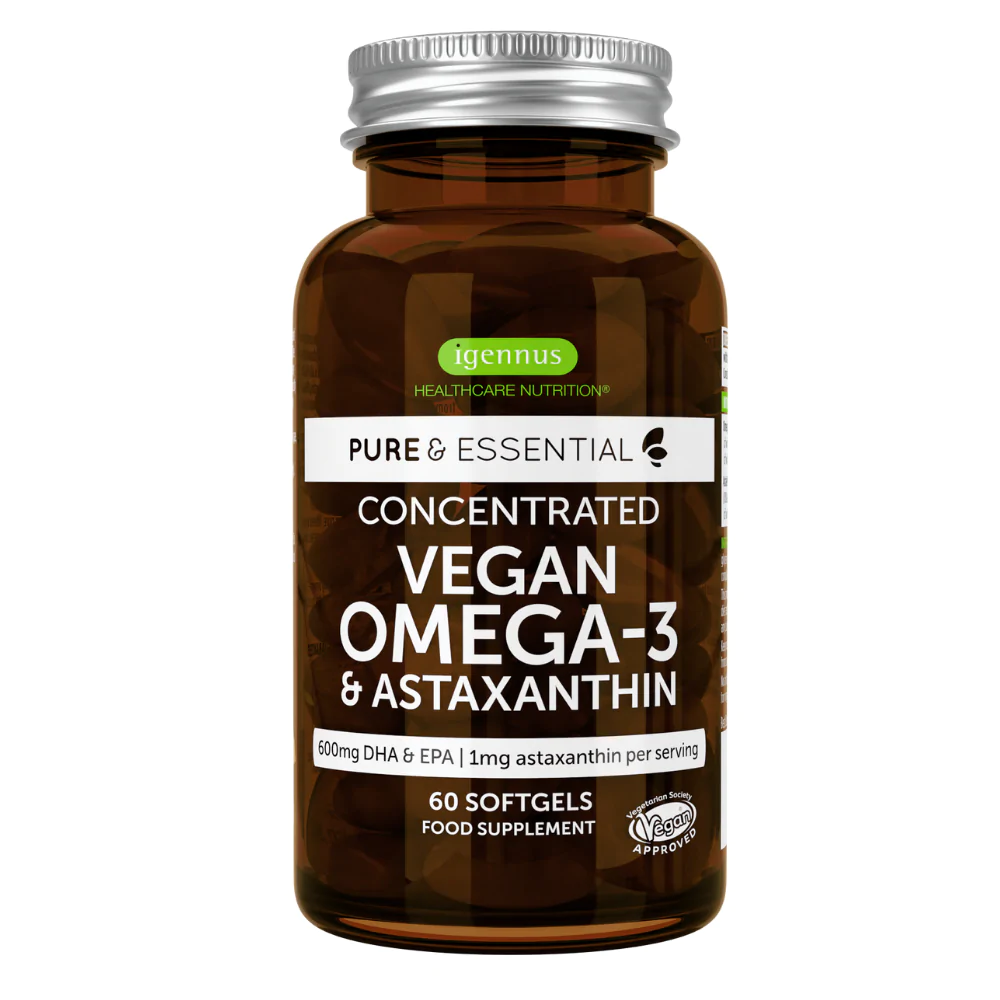 igennus
HEALTHCARE NUTRITION®
PURE & ESSENTIAL
CONCENTRATED
VEGAN
OMEGA-3
& ASTAXANTHIN
600mg DHA & EPA | 1mg astaxanthin per serving
60 SOFTGELS
FOOD SUPPLEMENT
Vegetarian Society
Vegan
APPROVED